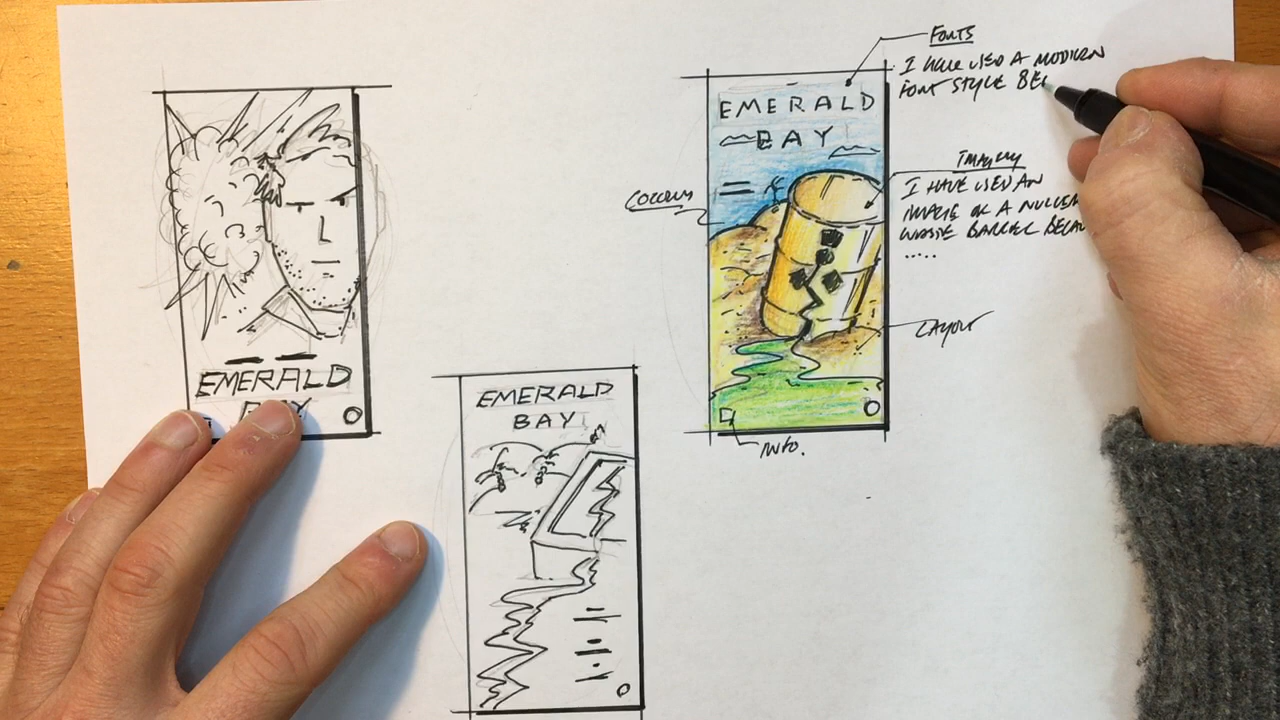 EMERALD
BAY
EMERALD
BAY
EMERALD
BAY
FONTS
I HAVE USED A MODERN
FONT STYLE BE
IMAGERY
I HAVE USED AN
IMAGE OF A NUCLEAR
WASTE BARREL BECAU
.....
COLOURS
LAYOUT
INFO.